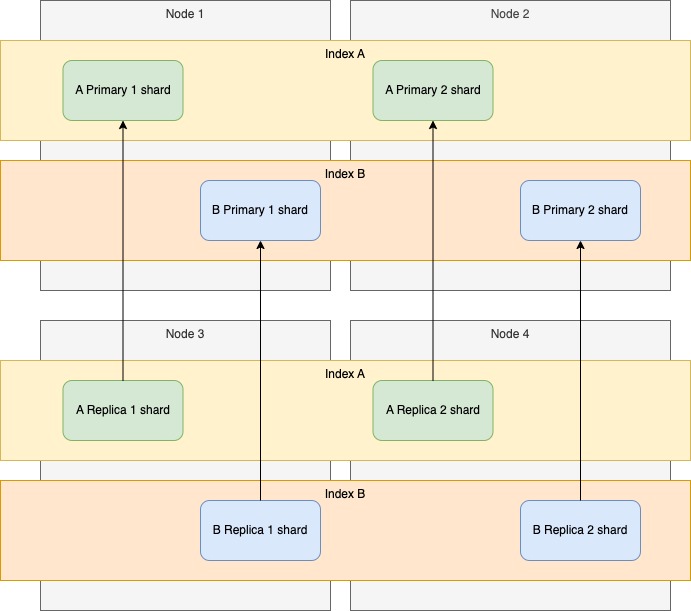 Node 1
Node 2
Index A
A Primary 1 shard
A Primary 2 shard
Index B
B Primary 1 shard
B Primary 2 shard
Node 3
Node 4
Index A
A Replica 1 shard
A Replica 2 shard
Index B
B Replica 1 shard
B Replica 2 shard